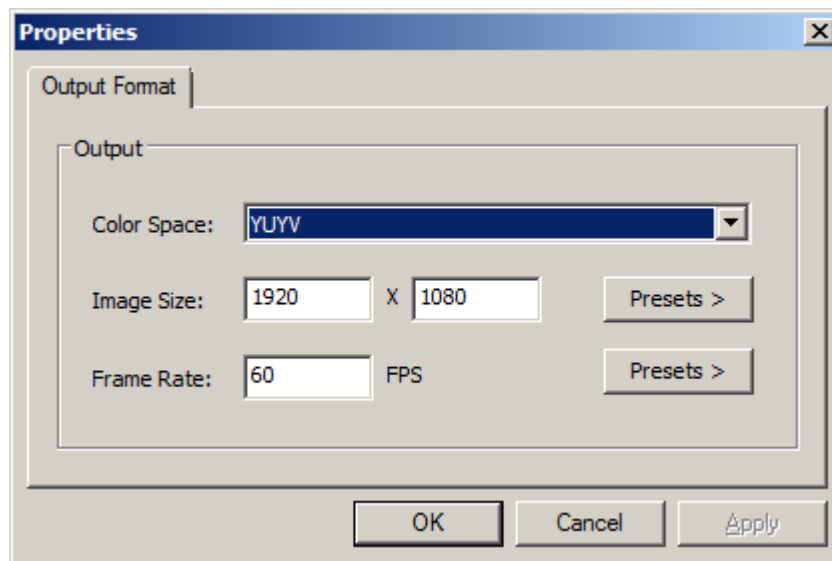 Properties
Output Format
Output
Color Space: YUYV
Image Size: 1920 X 1080 Presets >
Frame Rate: 60 FPS Presets >
OK Cancel Apply